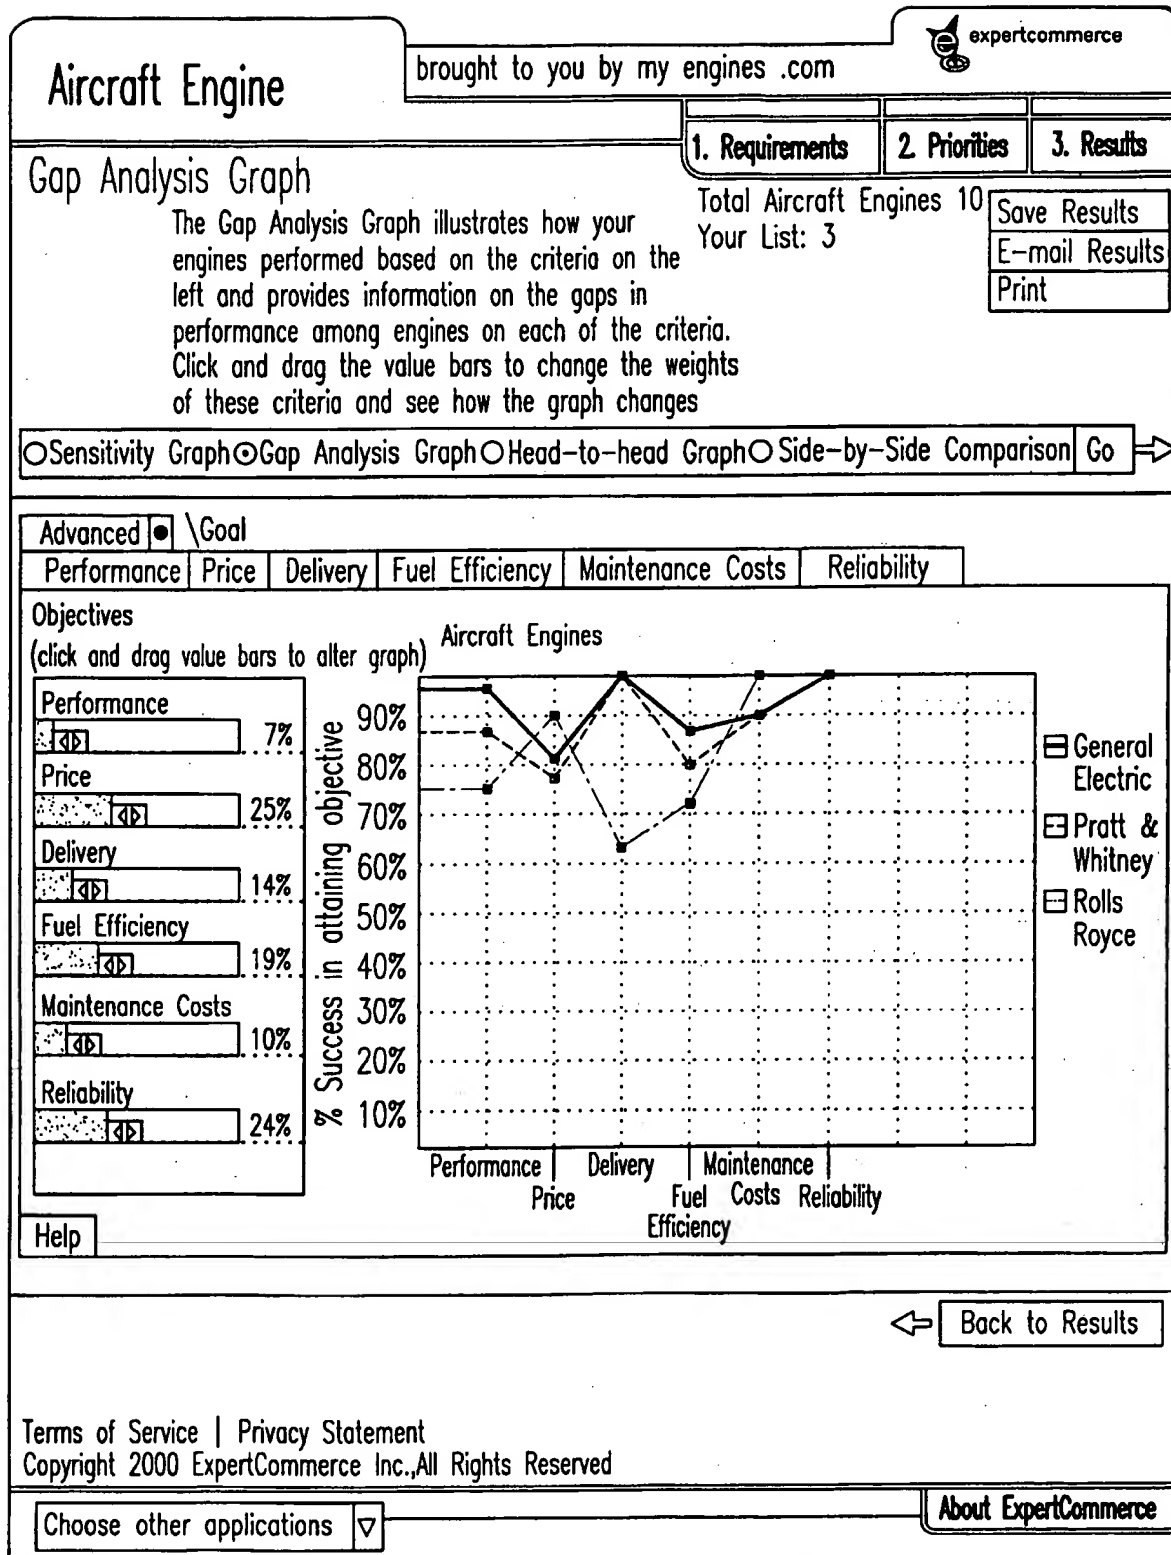 expertcommerce
Aircraft Engine
brought to you by my engines .com
1. Requirements
2. Priorities
3. Results
Gap Analysis Graph
The Gap Analysis Graph illustrates how your
engines performed based on the criteria on the
left and provides information on the gaps in
performance among engines on each of the criteria.
Click and drag the value bars to change the weights
of these criteria and see how the graph changes
Total Aircraft Engines 10
Your List: 3
Save Results
E-mail Results
Print
Sensitivity Graph Gap Analysis Graph Head-to-head Graph Side-by-Side Comparison Go
Advanced \Goal
Performance Price Delivery Fuel Efficiency Maintenance Costs Reliability
Objectives
(click and drag value bars to alter graph)
Performance
7%
Price
25%
Delivery
14%
Fuel Efficiency
19%
Maintenance Costs
10%
Reliability
24%
Aircraft Engines
% Success in attaining objective
90%
80%
70%
60%
50%
40%
30%
20%
10%
Performance
Price
Delivery
Fuel
Efficiency
Maintenance
Costs
Reliability
General
Electric
Pratt &
Whitney
Rolls
Royce
Help
Back to Results
Terms of Service | Privacy Statement
Copyright 2000 ExpertCommerce Inc.,All Rights Reserved
About ExpertCommerce
Choose other applications